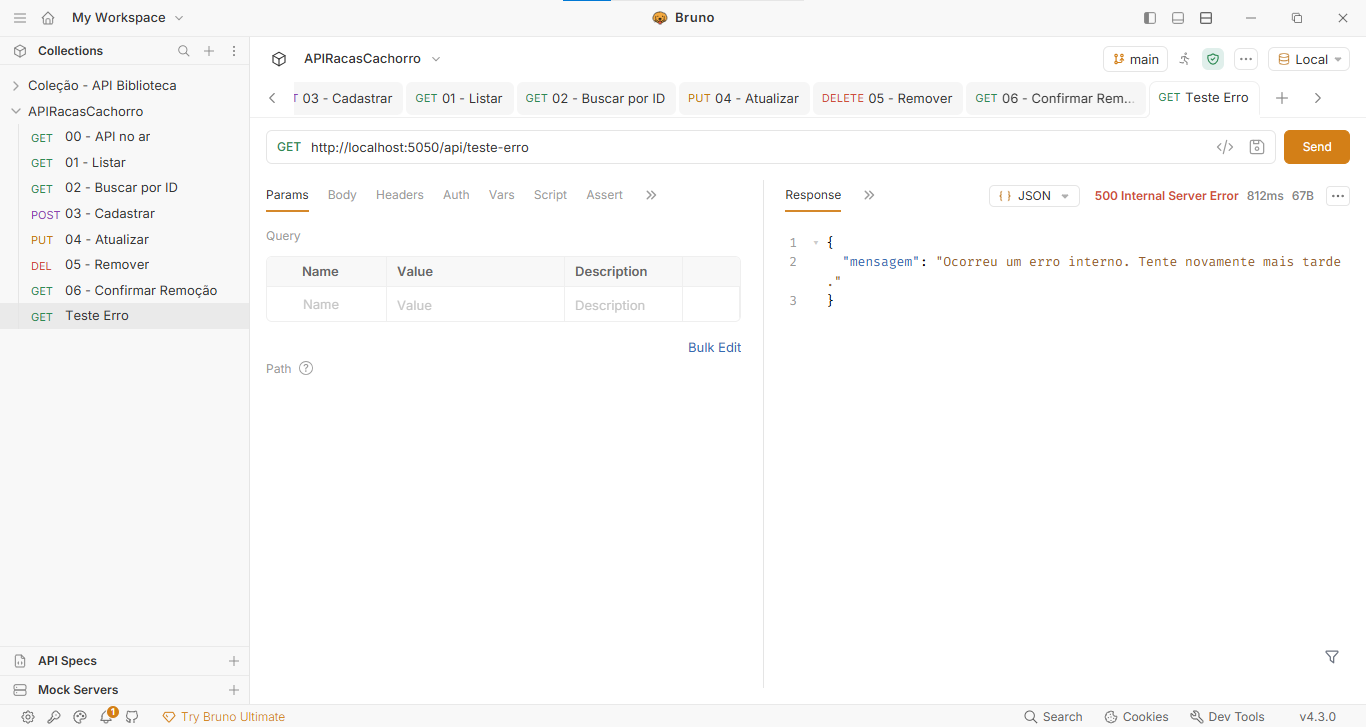 My Workspace
Bruno
Collections
Coleção - API Biblioteca
APIRacasCachorro
GET 00 - API no ar
GET 01 - Listar
GET 02 - Buscar por ID
POST 03 - Cadastrar
PUT 04 - Atualizar
DEL 05 - Remover
GET 06 - Confirmar Remoção
GET Teste Erro
API Specs
Mock Servers
APIRacasCachorro
main
Local
T 03 - Cadastrar GET 01 - Listar GET 02 - Buscar por ID PUT 04 - Atualizar DELETE 05 - Remover GET 06 - Confirmar Rem... GET Teste Erro
GET http://localhost:5050/api/teste-erro
Send
Params Body Headers Auth Vars Script Assert
Query
Name Value Description
Name Value Description
Bulk Edit
Path ?
Response { } JSON 500 Internal Server Error 812ms 67B
1 {
2 "mensagem": "Ocorreu um erro interno. Tente novamente mais tarde
."
3 }
1 Try Bruno Ultimate Search Cookies Dev Tools v4.3.0